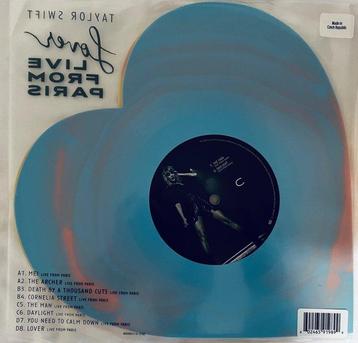 TAYLOR SWIFT
Lover
LIVE
FROM
PARIS
Made in
Czech Republic
C
A1. ME! LIVE FROM PARIS
A2. THE ARCHER LIVE FROM PARIS
B3. DEATH BY A THOUSAND CUTS LIVE FROM PARIS
B4. CORNELIA STREET LIVE FROM PARIS
C5. THE MAN LIVE FROM PARIS
C6. DAYLIGHT LIVE FROM PARIS
D7. YOU NEED TO CALM DOWN LIVE FROM PARIS
D8. LOVER LIVE FROM PARIS